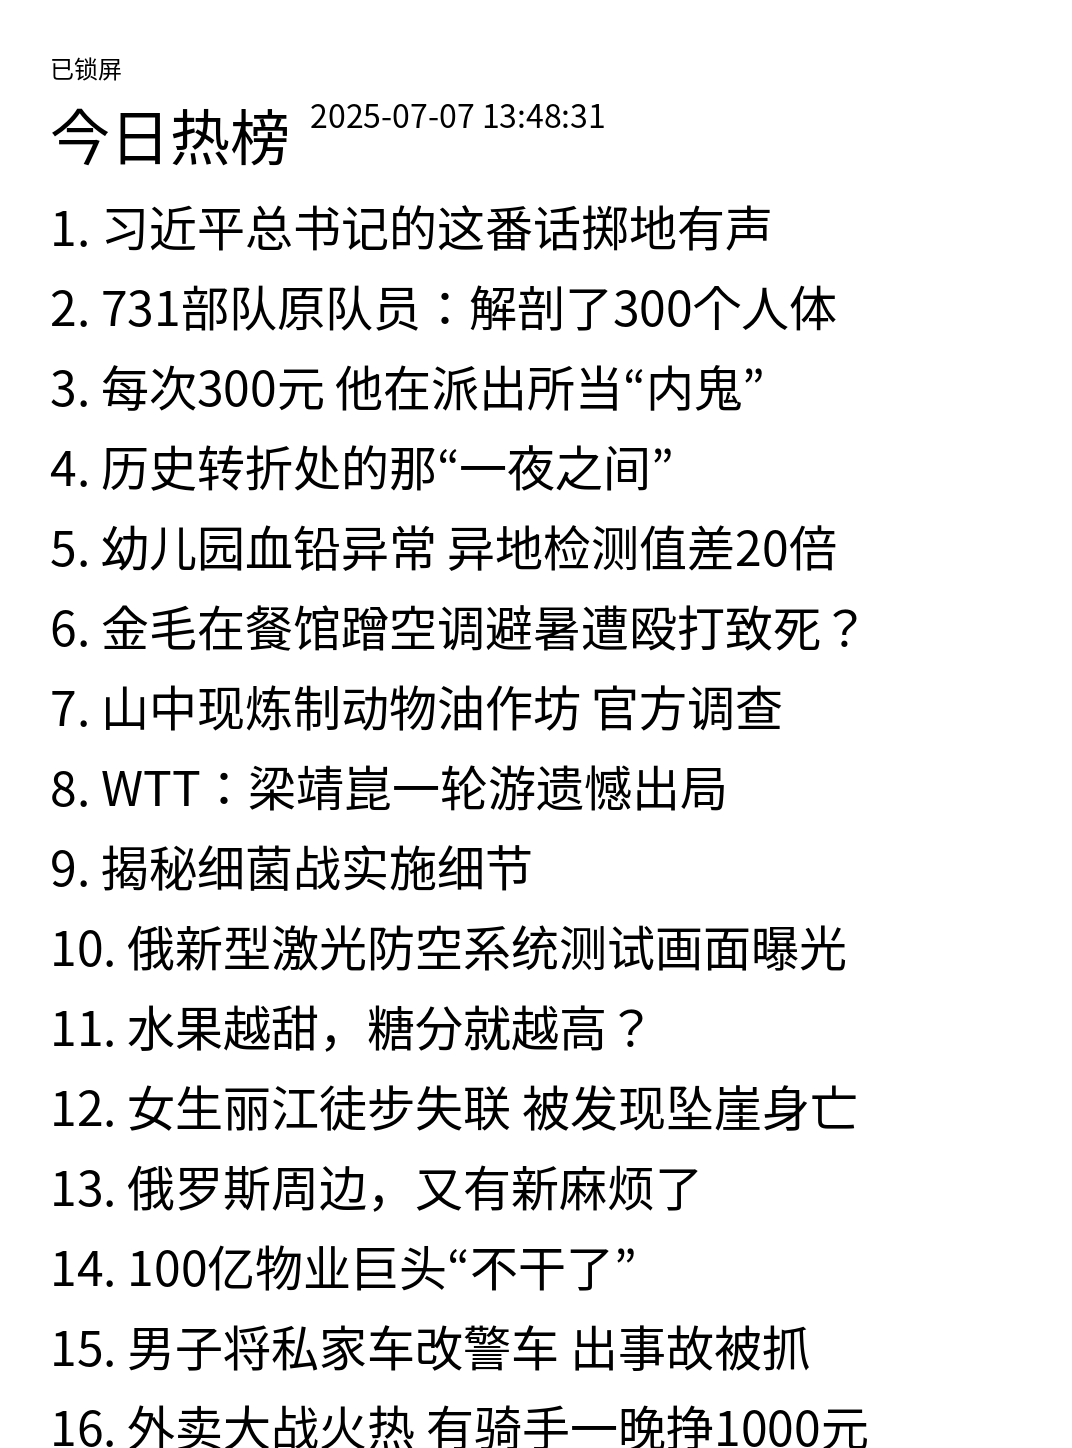 已锁屏
今日热榜 2025-07-07 13:48:31
1. 习近平总书记的这番话掷地有声
2. 731部队原队员：解剖了300个人体
3. 每次300元 他在派出所当“内鬼”
4. 历史转折处的那“一夜之间”
5. 幼儿园血铅异常 异地检测值差20倍
6. 金毛在餐馆蹭空调避暑遭殴打致死？
7. 山中现炼制动物油作坊 官方调查
8. WTT：梁靖崑一轮游遗憾出局
9. 揭秘细菌战实施细节
10. 俄新型激光防空系统测试画面曝光
11. 水果越甜，糖分就越高？
12. 女生丽江徒步失联 被发现坠崖身亡
13. 俄罗斯周边，又有新麻烦了
14. 100亿物业巨头“不干了”
15. 男子将私家车改警车 出事故被抓
16. 外卖大战火热 有骑手一晚挣1000元